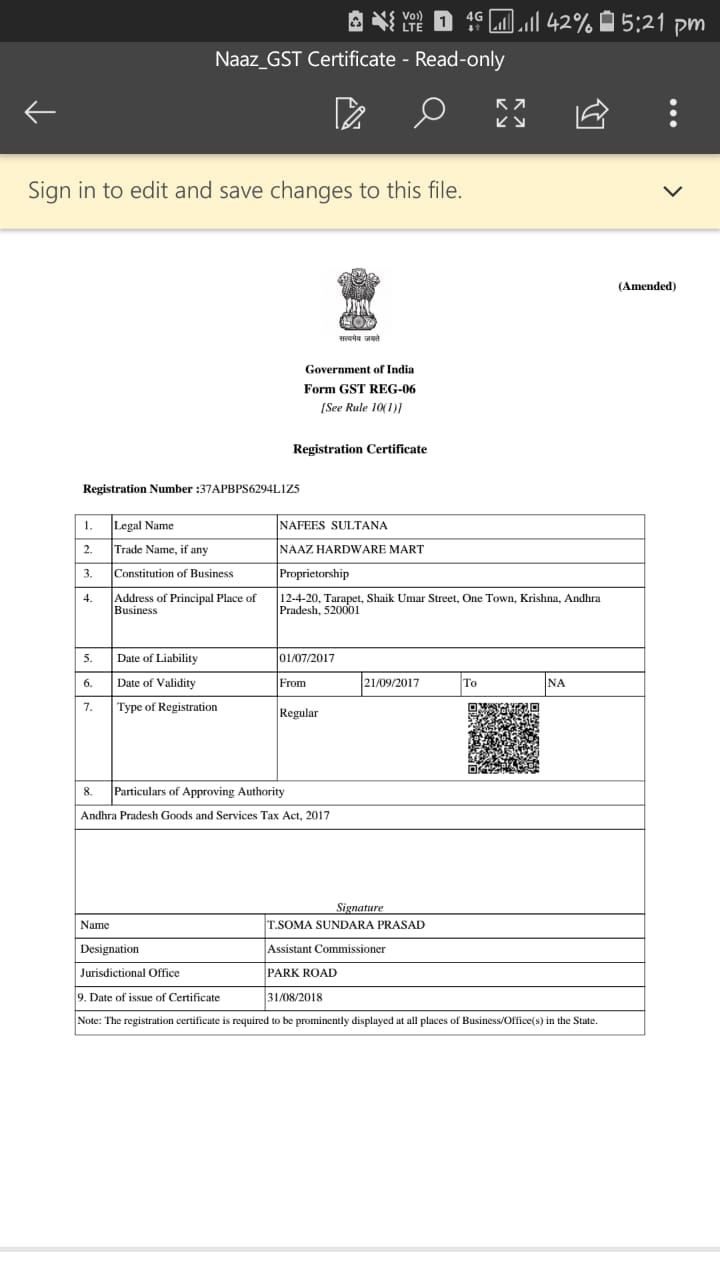 Vo)) LTE 1 4G 42% 5:21 pm
Naaz_GST Certificate - Read-only
Sign in to edit and save changes to this file.
(Amended)
सत्यमेव जयते
Government of India
Form GST REG-06
[See Rule 10(1)]
Registration Certificate
Registration Number :37APBPS6294L1Z5
1. Legal Name NAFEES SULTANA
2. Trade Name, if any NAAZ HARDWARE MART
3. Constitution of Business Proprietorship
4. Address of Principal Place of 12-4-20, Tarapet, Shaik Umar Street, One Town, Krishna, Andhra
Business Pradesh, 520001
5. Date of Liability 01/07/2017
6. Date of Validity From 21/09/2017 To NA
7. Type of Registration Regular
8. Particulars of Approving Authority
Andhra Pradesh Goods and Services Tax Act, 2017
Signature
Name T.SOMA SUNDARA PRASAD
Designation Assistant Commissioner
Jurisdictional Office PARK ROAD
9. Date of issue of Certificate 31/08/2018
Note: The registration certificate is required to be prominently displayed at all places of Business/Office(s) in the State.